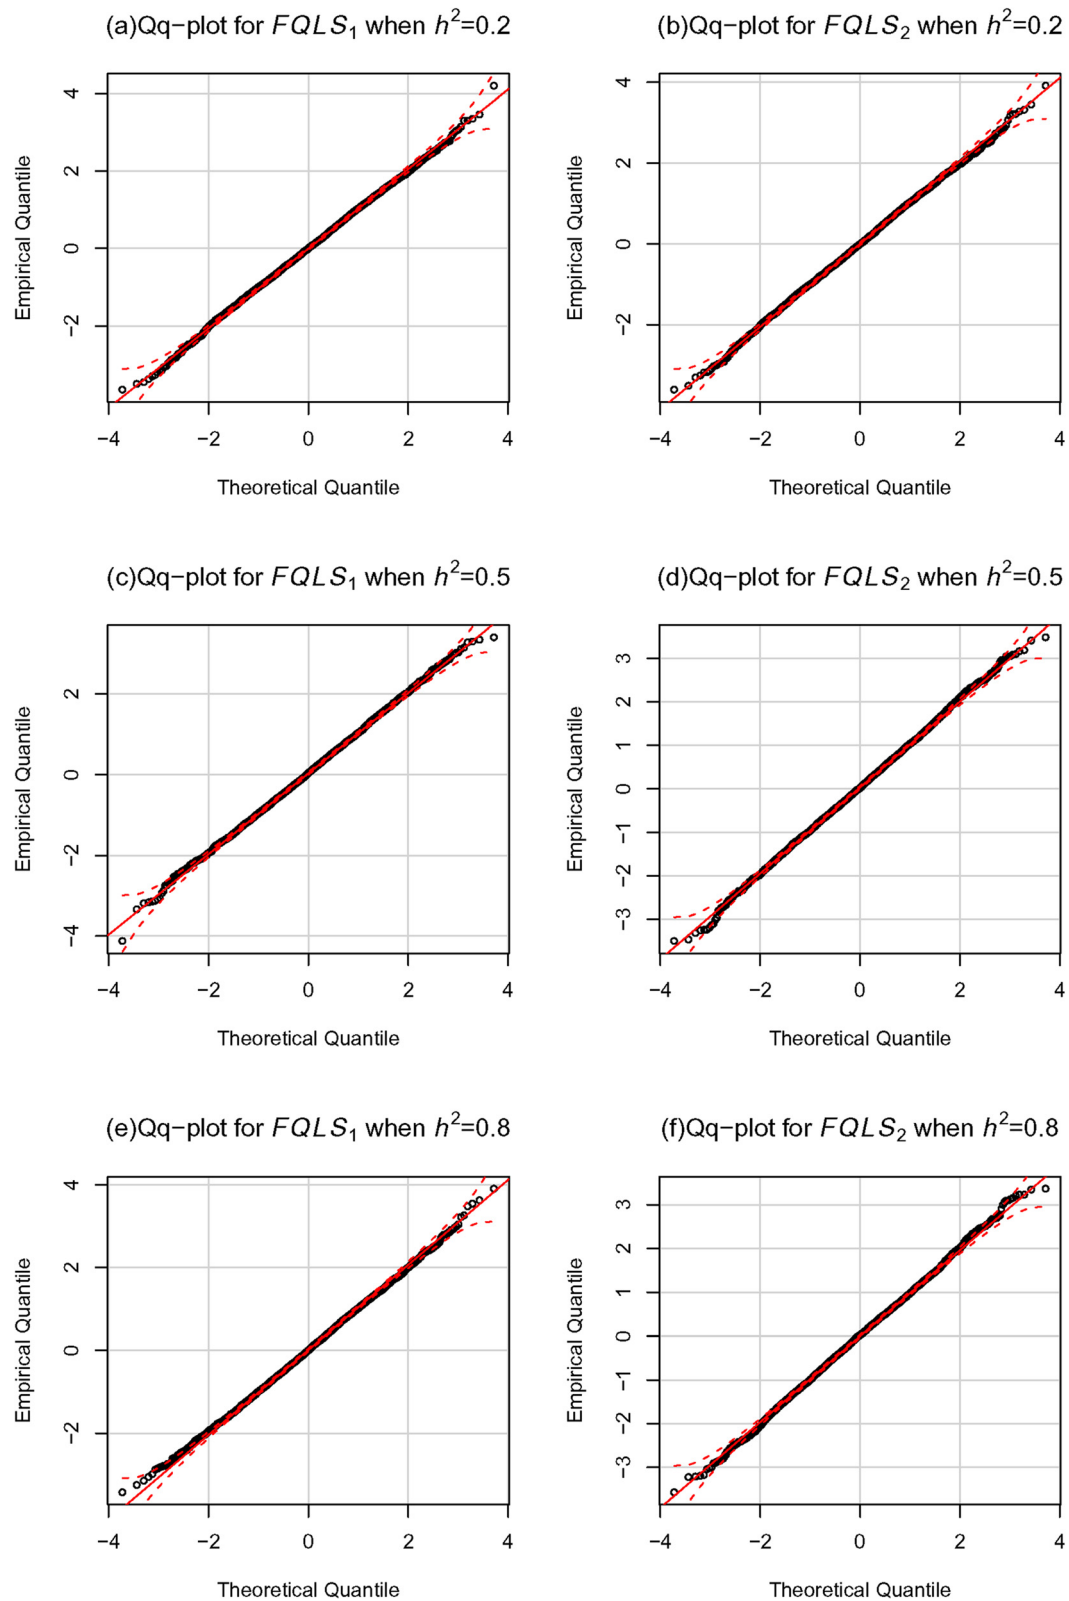 (a)Qq−plot for FQLS₁ when h²=0.2
(b)Qq−plot for FQLS₂ when h²=0.2
Empirical Quantile
4
2
0
−2
−4 −2 0 2 4
Theoretical Quantile
Empirical Quantile
4
2
0
−2
−4 −2 0 2 4
Theoretical Quantile
(c)Qq−plot for FQLS₁ when h²=0.5
(d)Qq−plot for FQLS₂ when h²=0.5
Empirical Quantile
2
0
−2
−4
−4 −2 0 2 4
Theoretical Quantile
Empirical Quantile
3
2
1
0
−1
−2
−3
−4 −2 0 2 4
Theoretical Quantile
(e)Qq−plot for FQLS₁ when h²=0.8
(f)Qq−plot for FQLS₂ when h²=0.8
Empirical Quantile
4
2
0
−2
−4 −2 0 2 4
Theoretical Quantile
Empirical Quantile
3
2
1
0
−1
−2
−3
−4 −2 0 2 4
Theoretical Quantile